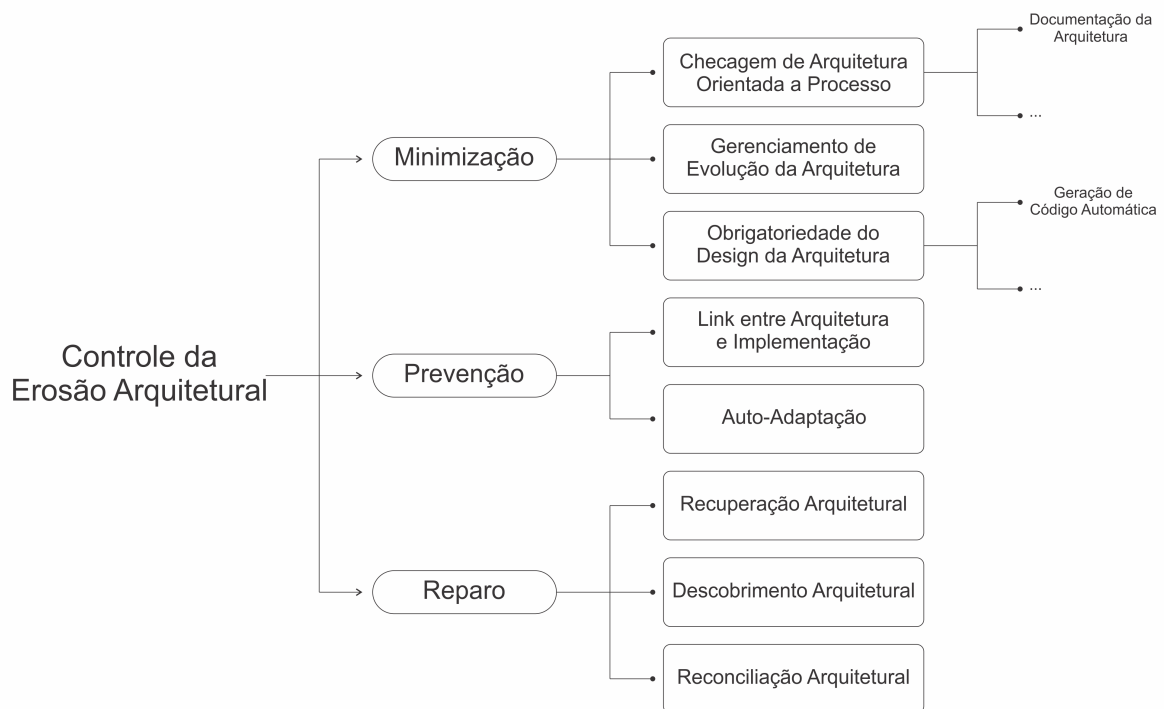 Documentação da
Arquitetura
Checagem de Arquitetura
Orientada a Processo
...
Minimização
Gerenciamento de
Evolução da Arquitetura
Geração de
Código Automática
Obrigatoriedade do
Design da Arquitetura
...
Link entre Arquitetura
e Implementação
Controle da
Erosão Arquitetural
Prevenção
Auto-Adaptação
Recuperação Arquitetural
Reparo
Descobrimento Arquitetural
Reconciliação Arquitetural